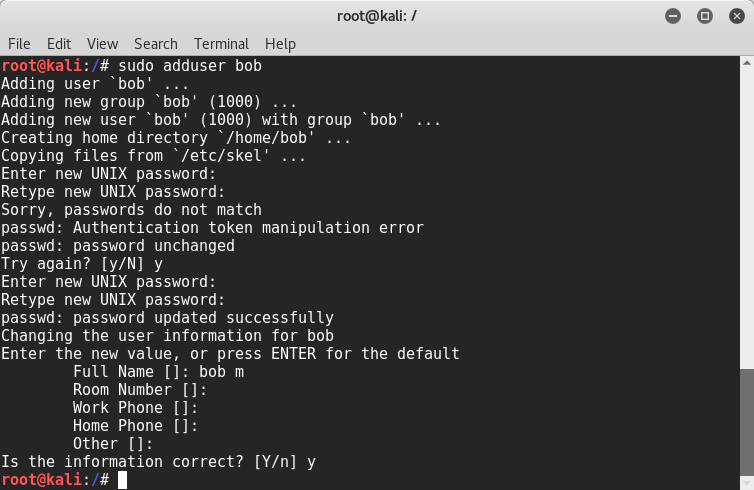 root@kali: /
File Edit View Search Terminal Help
root@kali:/# sudo adduser bob
Adding user `bob' ...
Adding new group `bob' (1000) ...
Adding new user `bob' (1000) with group `bob' ...
Creating home directory `/home/bob' ...
Copying files from `/etc/skel' ...
Enter new UNIX password:
Retype new UNIX password:
Sorry, passwords do not match
passwd: Authentication token manipulation error
passwd: password unchanged
Try again? [y/N] y
Enter new UNIX password:
Retype new UNIX password:
passwd: password updated successfully
Changing the user information for bob
Enter the new value, or press ENTER for the default
        Full Name []: bob m
        Room Number []:
        Work Phone []:
        Home Phone []:
        Other []:
Is the information correct? [Y/n] y
root@kali:/#